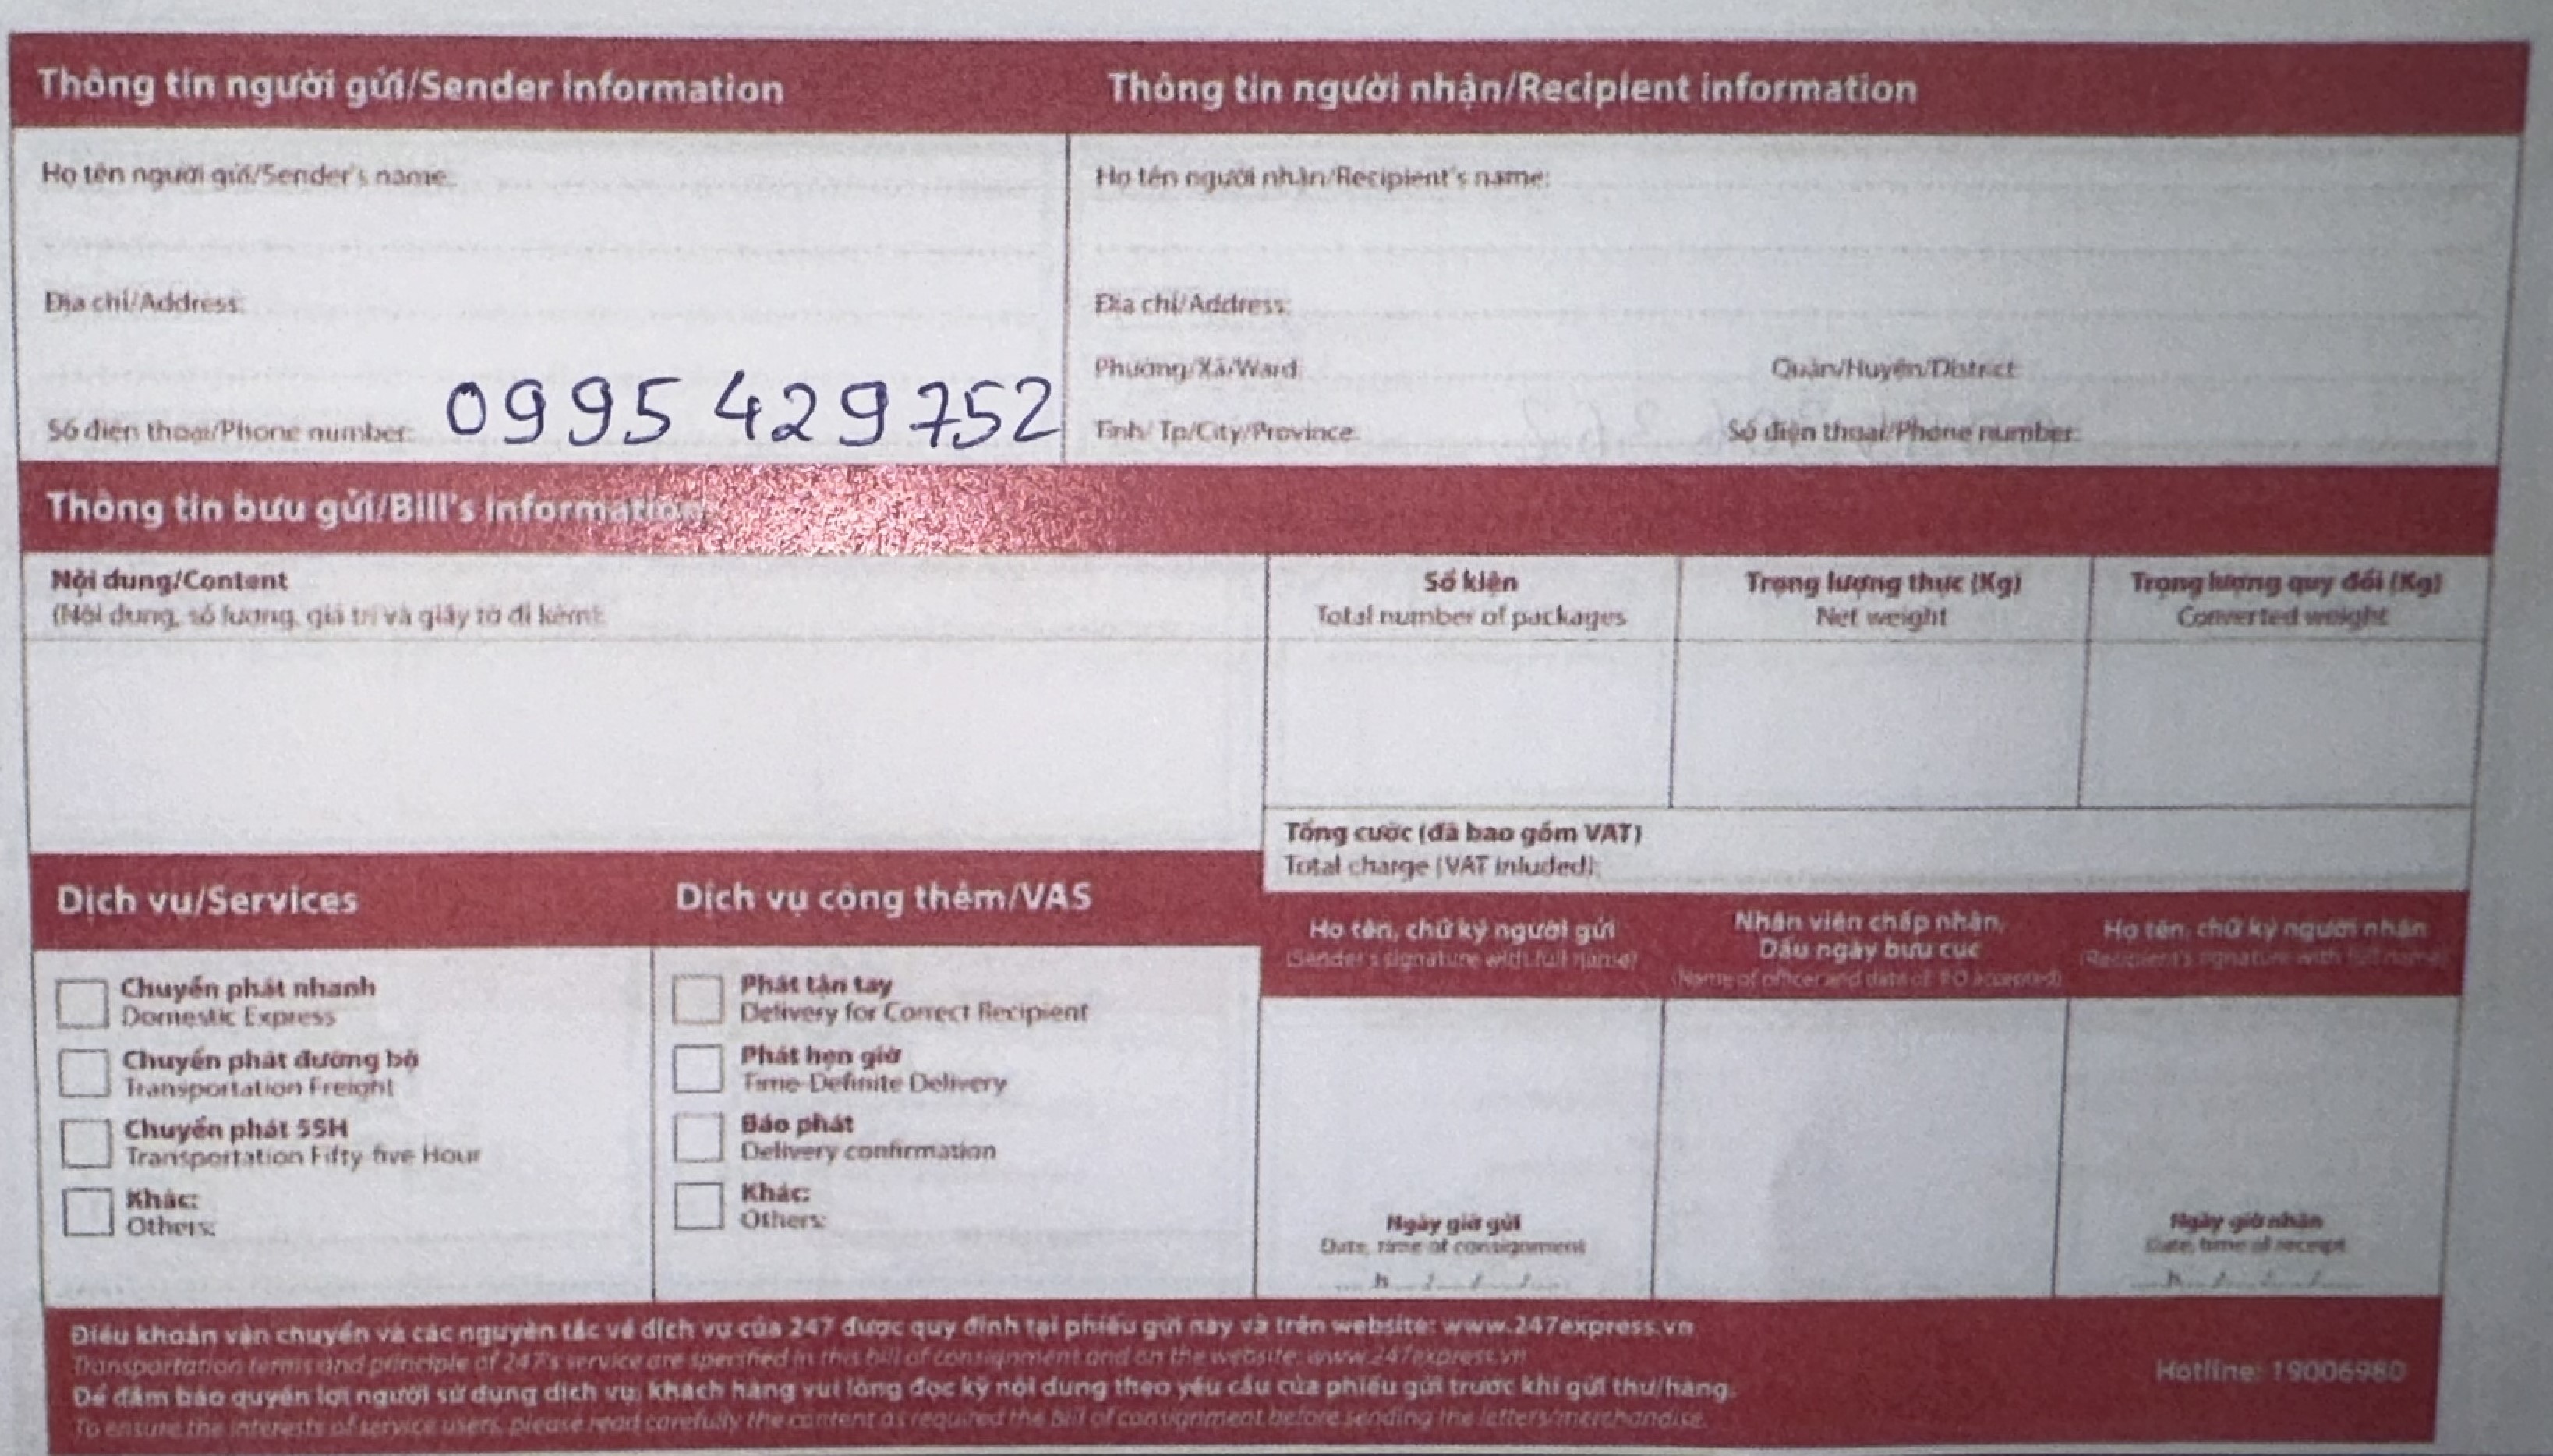 Thông tin người gửi/Sender information
Thông tin người nhận/Recipient information
Họ tên người gửi/Sender's name:
Họ tên người nhận/Recipient's name:
Địa chỉ/Address:
Địa chỉ/Address:
Phường/Xã/Ward:
Quận/Huyện/District:
Số điện thoại/Phone number: 0995 429 752
Tỉnh/ Tp/City/Province:
Số điện thoại/Phone number:
Thông tin bưu gửi/Bill's information
Nội dung/Content
(Nội dung, số lượng, giá trị và giấy tờ đi kèm):
Số kiện
Total number of packages
Trọng lượng thực (Kg)
Net weight
Trọng lượng quy đổi (Kg)
Converted weight
Tổng cước (đã bao gồm VAT)
Total charge (VAT inluded):
Dịch vụ/Services
Dịch vụ cộng thêm/VAS
Họ tên, chữ ký người gửi
(Sender's signature with full name)
Nhân viên chấp nhận,
Dấu ngày bưu cục
(Name of officer and date of PO accepted)
Họ tên, chữ ký người nhận
(Recipient's signature with full name)
Chuyển phát nhanh
Domestic Express
Chuyển phát đường bộ
Transportation Freight
Chuyển phát 55H
Transportation Fifty-five Hour
Khác:
Others:
Phát tận tay
Delivery for Correct Recipient
Phát hẹn giờ
Time-Definite Delivery
Báo phát
Delivery confirmation
Khác:
Others:
Ngày giờ gửi
Date, time of consignment
h / / /
Ngày giờ nhận
Date, time of receipt
h / / /
Điều khoản vận chuyển và các nguyên tắc về dịch vụ của 247 được quy định tại phiếu gửi này và trên website: www.247express.vn
Transportation terms and principle of 247's service are specified in this bill of consignment and on the website: www.247express.vn
Để đảm bảo quyền lợi người sử dụng dịch vụ, khách hàng vui lòng đọc kỹ nội dung theo yêu cầu của phiếu gửi trước khi gửi thư/hàng.
To ensure the interests of service users, please read carefully the content as required the bill of consignment before sending the letters/merchandise.
Hotline: 19006980